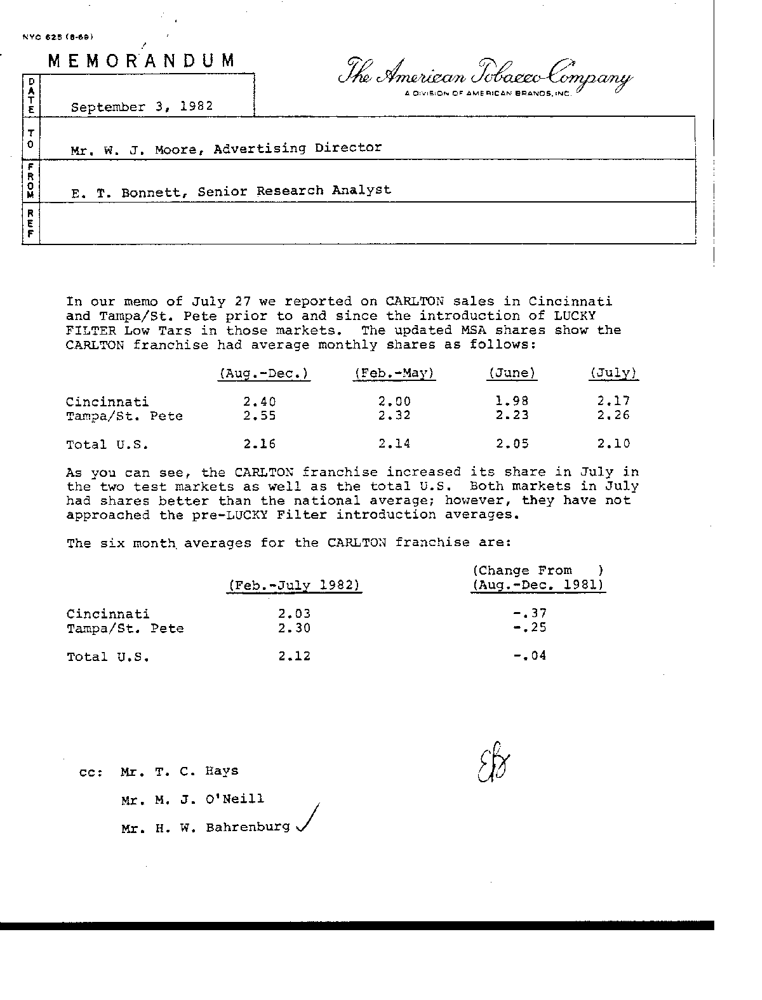 NYO 625 (8-69)
MEMORANDUM
The American Tobacco Company
A DIVISION OF AMERICAN BRANDS, INC.
DATE
September 3, 1982
TO
Mr. W. J. Moore, Advertising Director
FROM
E. T. Bonnett, Senior Research Analyst
REF
In our memo of July 27 we reported on CARLTON sales in Cincinnati
and Tampa/St. Pete prior to and since the introduction of LUCKY
FILTER Low Tars in those markets. The updated MSA shares show the
CARLTON franchise had average monthly shares as follows:
(Aug.-Dec.) (Feb.-May) (June) (July)
Cincinnati 2.40 2.00 1.98 2.17
Tampa/St. Pete 2.55 2.32 2.23 2.26
Total U.S. 2.16 2.14 2.05 2.10
As you can see, the CARLTON franchise increased its share in July in
the two test markets as well as the total U.S. Both markets in July
had shares better than the national average; however, they have not
approached the pre-LUCKY Filter introduction averages.
The six month averages for the CARLTON franchise are:
(Change From )
(Feb.-July 1982) (Aug.-Dec. 1981)
Cincinnati 2.03 -.37
Tampa/St. Pete 2.30 -.25
Total U.S. 2.12 -.04
cc: Mr. T. C. Hays
Mr. M. J. O'Neill
Mr. H. W. Bahrenburg